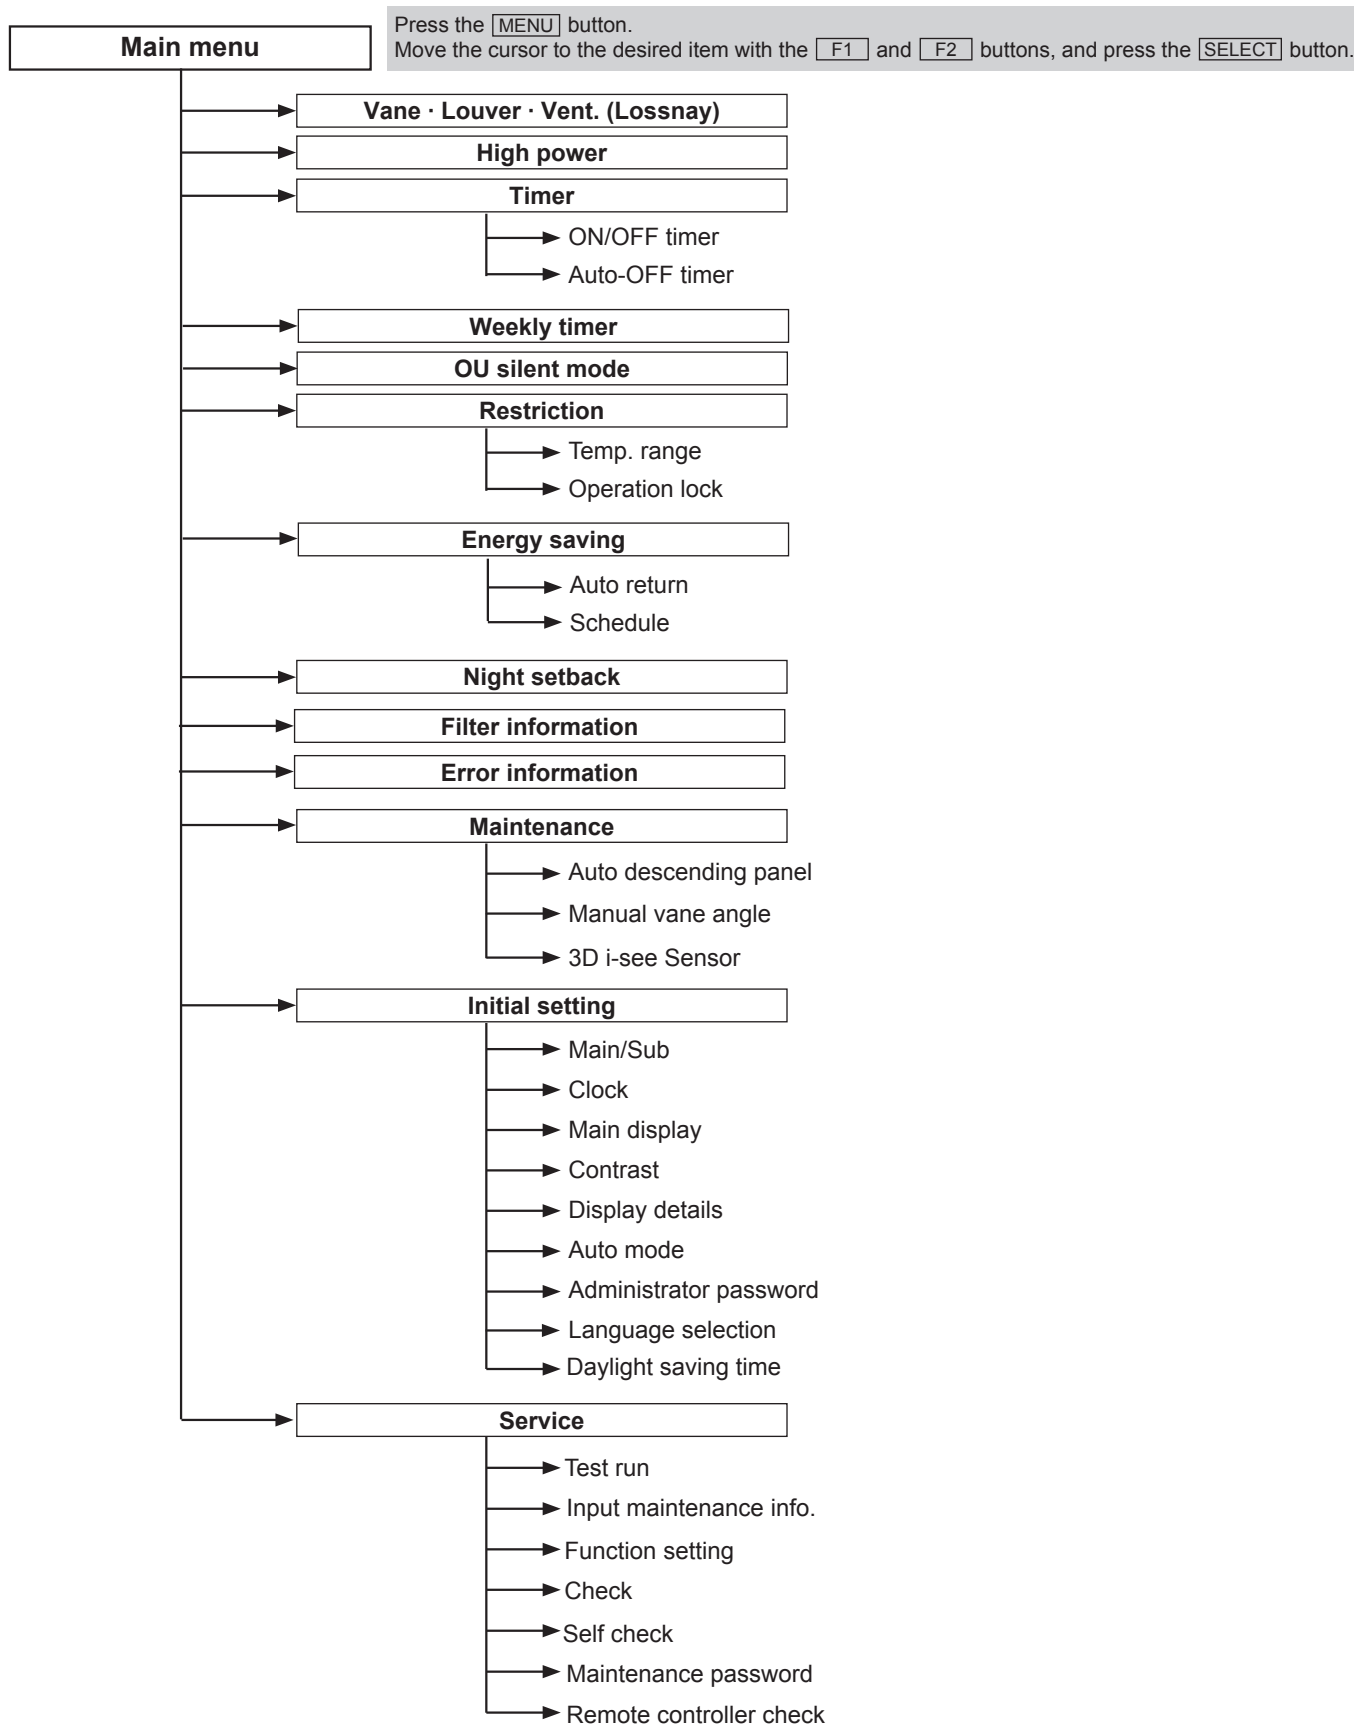 Main menu
Press the MENU button.
Move the cursor to the desired item with the F1 and F2 buttons, and press the SELECT button.
Vane · Louver · Vent. (Lossnay)
High power
Timer
ON/OFF timer
Auto-OFF timer
Weekly timer
OU silent mode
Restriction
Temp. range
Operation lock
Energy saving
Auto return
Schedule
Night setback
Filter information
Error information
Maintenance
Auto descending panel
Manual vane angle
3D i-see Sensor
Initial setting
Main/Sub
Clock
Main display
Contrast
Display details
Auto mode
Administrator password
Language selection
Daylight saving time
Service
Test run
Input maintenance info.
Function setting
Check
Self check
Maintenance password
Remote controller check